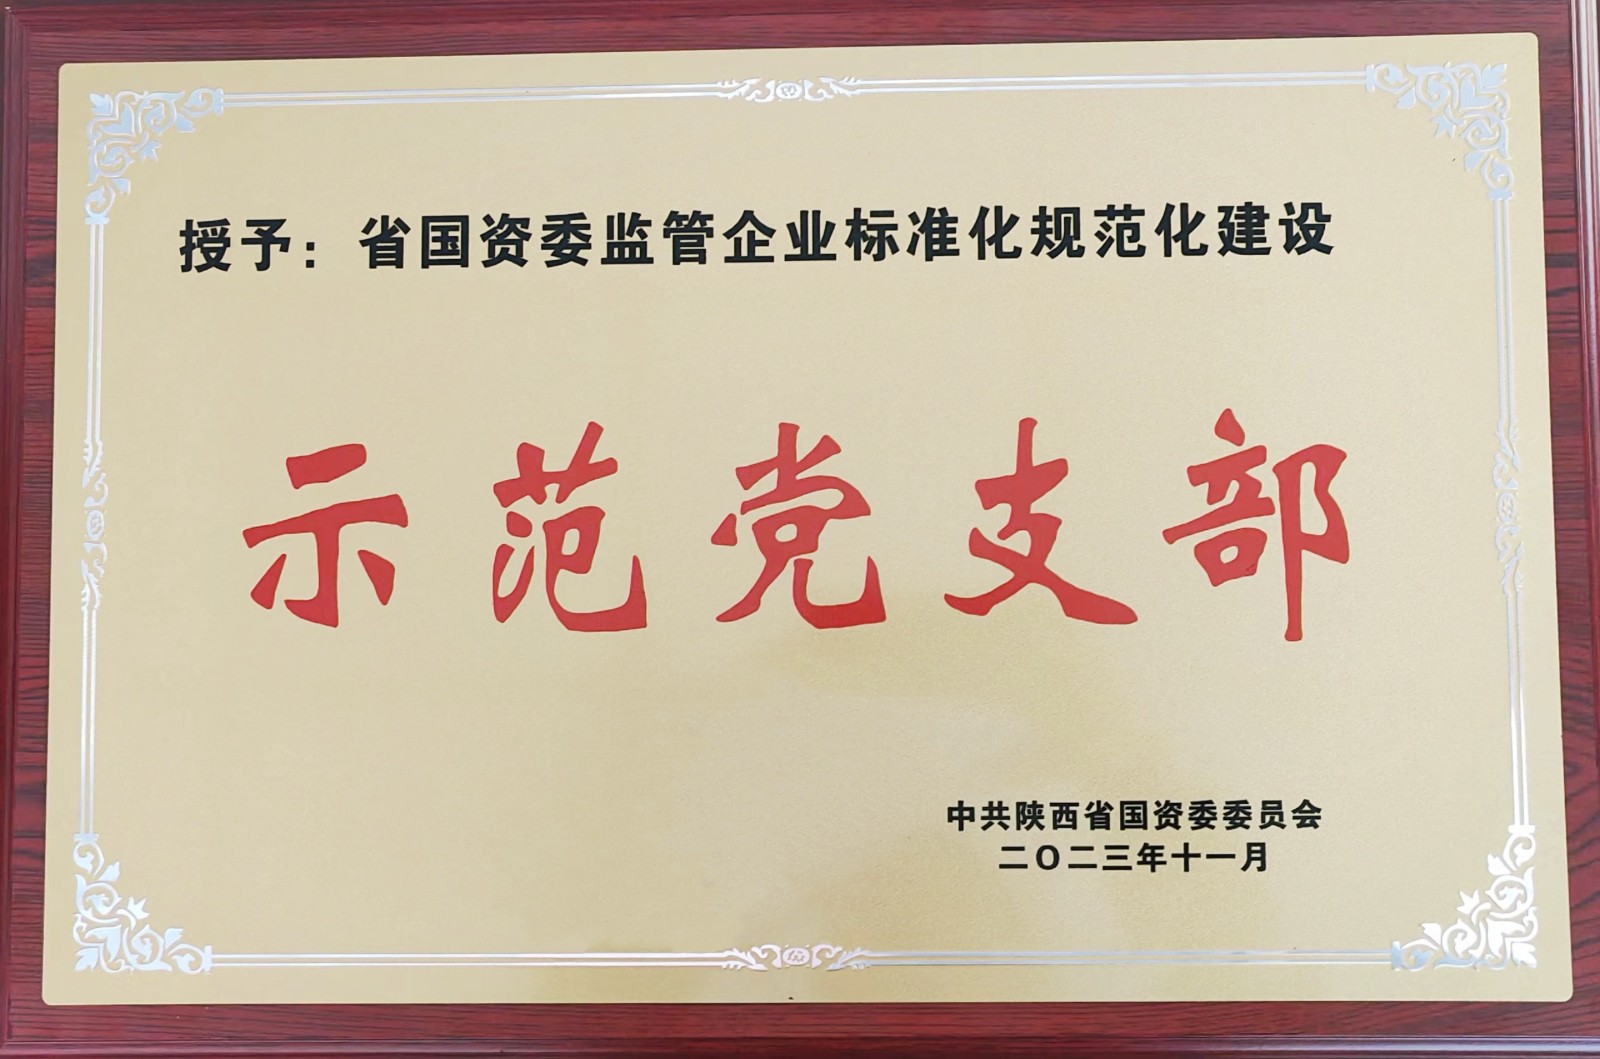 授予：省国资委监管企业标准化规范化建设
示范党支部
中共陕西省国资委委员会
二〇二三年十一月